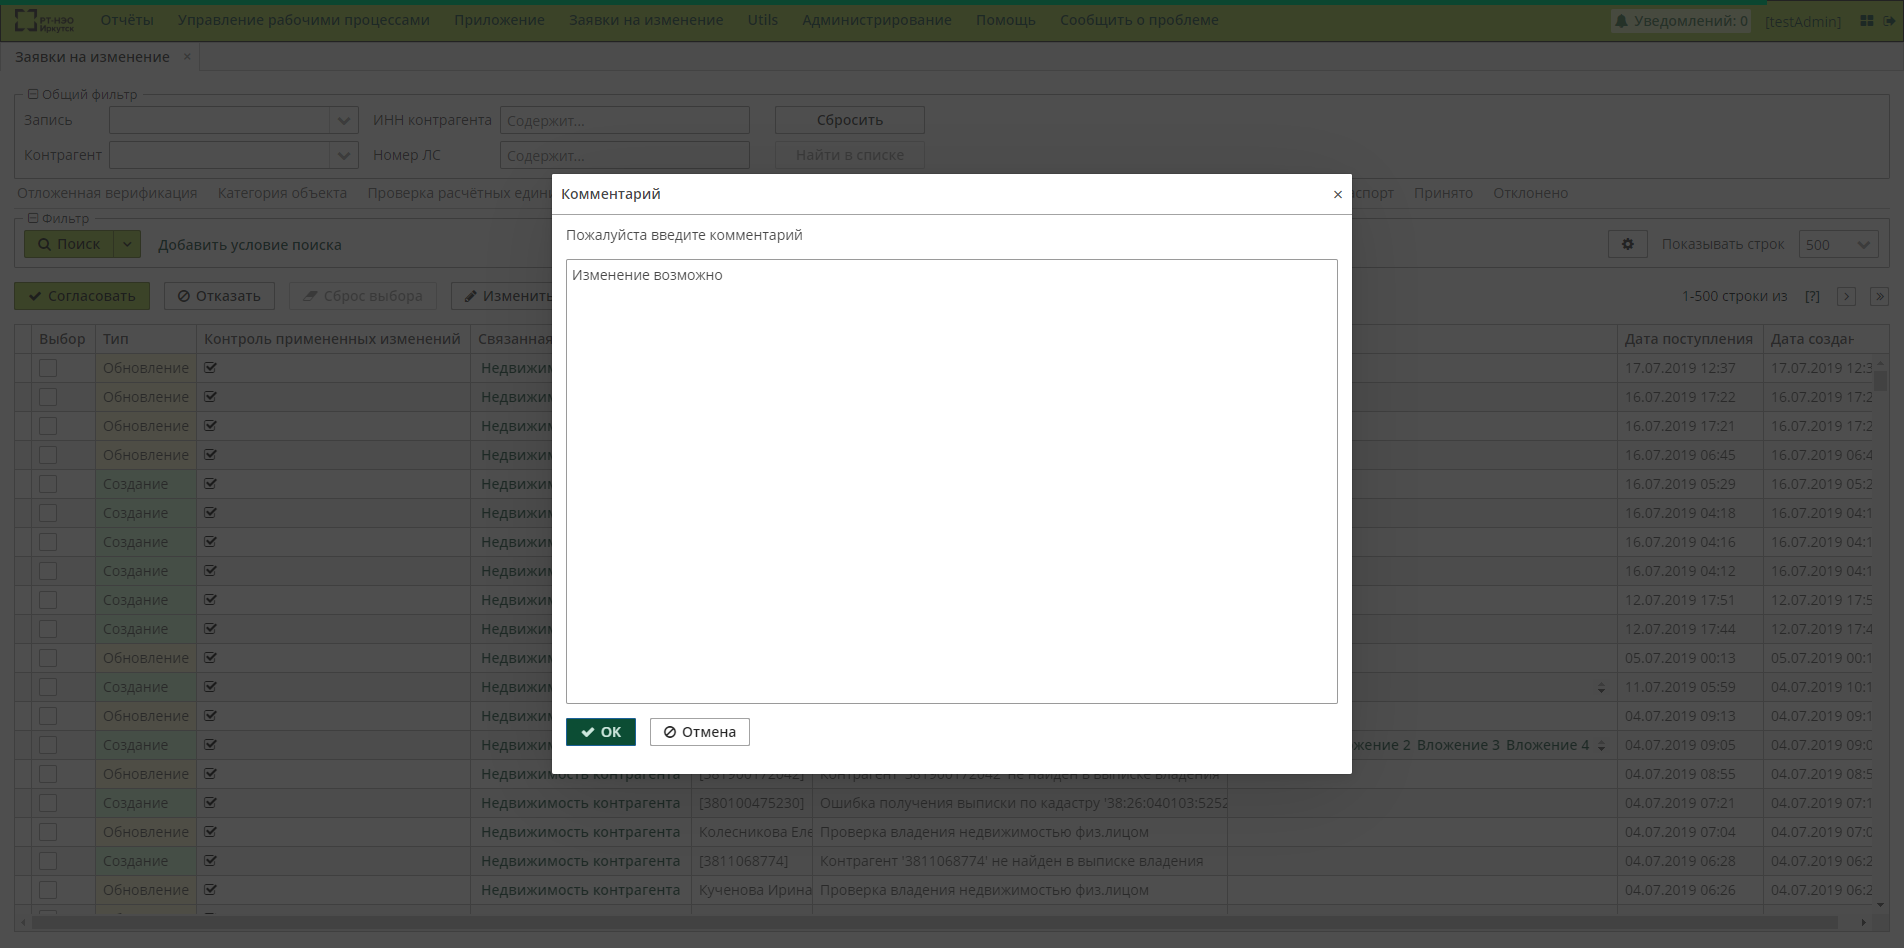 РТ-НЭО Иркутск Отчёты Управление рабочими процессами Приложение Заявки на изменение Utils Администрирование Помощь Сообщить о проблеме Уведомлений: 0 [testAdmin]
Заявки на изменение ×
Общий фильтр
Запись ИНН контрагента Содержит... Сбросить
Контрагент Номер ЛС Содержит... Найти в списке
Отложенная верификация Категория объекта Проверка расчётных един спорт Принято Отклонено
Фильтр
Поиск Добавить условие поиска Показывать строк 500
Согласовать Отказать Сброс выбора Изменить 1-500 строки из [?]
Комментарий ×
Пожалуйста введите комментарий
Изменение возможно
ОК Отмена
Выбор Тип Контроль примененных изменений Связанная Дата поступления Дата создан
Обновление Недвижим 17.07.2019 12:37 17.07.2019 12:3
Обновление Недвижим 16.07.2019 17:22 16.07.2019 17:2
Обновление Недвижим 16.07.2019 17:21 16.07.2019 17:2
Обновление Недвижим 16.07.2019 06:45 16.07.2019 06:4
Создание Недвижим 16.07.2019 05:29 16.07.2019 05:2
Создание Недвижим 16.07.2019 04:18 16.07.2019 04:1
Создание Недвижим 16.07.2019 04:16 16.07.2019 04:1
Создание Недвижим 16.07.2019 04:12 16.07.2019 04:1
Создание Недвижим 12.07.2019 17:51 12.07.2019 17:5
Создание Недвижим 12.07.2019 17:44 12.07.2019 17:4
Обновление Недвижим 05.07.2019 00:13 05.07.2019 00:1
Создание Недвижим 11.07.2019 05:59 04.07.2019 10:1
Обновление Недвижим 04.07.2019 09:13 04.07.2019 09:1
Создание Недвижим ожение 2 Вложение 3 Вложение 4 04.07.2019 09:05 04.07.2019 09:0
Обновление Недвижимость контрагента [381900172642] Контрагент '381900172642' не найден в выписке владения 04.07.2019 08:55 04.07.2019 08:5
Создание Недвижимость контрагента [380100475230] Ошибка получения выписки по кадастру '38:26:040103:5252 04.07.2019 07:21 04.07.2019 07:1
Обновление Недвижимость контрагента Колесникова Еле Проверка владения недвижимостью физ.лицом 04.07.2019 07:04 04.07.2019 07:0
Создание Недвижимость контрагента [3811068774] Контрагент '3811068774' не найден в выписке владения 04.07.2019 06:28 04.07.2019 06:2
Обновление Недвижимость контрагента Кученова Ирина Проверка владения недвижимостью физ.лицом 04.07.2019 06:26 04.07.2019 06:2